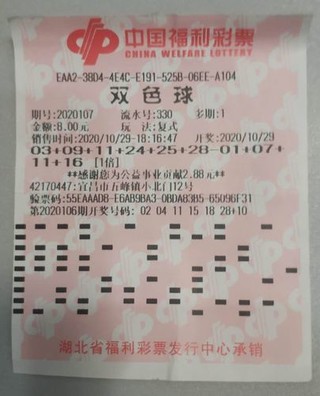 中国福利彩票
CHINA WELFARE LOTTERY
EAA2-38D4-4E4C-E191-525B-06EE-A104
双色球
期号:2020107 流水号:330 多期:1
金额:8.00元 玩 法:复式
销售时间:2020/10/29-18:16:47 开奖:2020/10/29
03+09+11+24+25+28-01+07+
11+16 [1倍]
**感谢您为公益事业贡献2.88元**
42170447:宜昌市五峰镇小北门12号
验票码:55EAAAD8-E6AB9BA3-0BDA83B5-65096F31
第2020106期开奖号码: 02 04 11 15 18 28+10
湖北省福利彩票发行中心承销